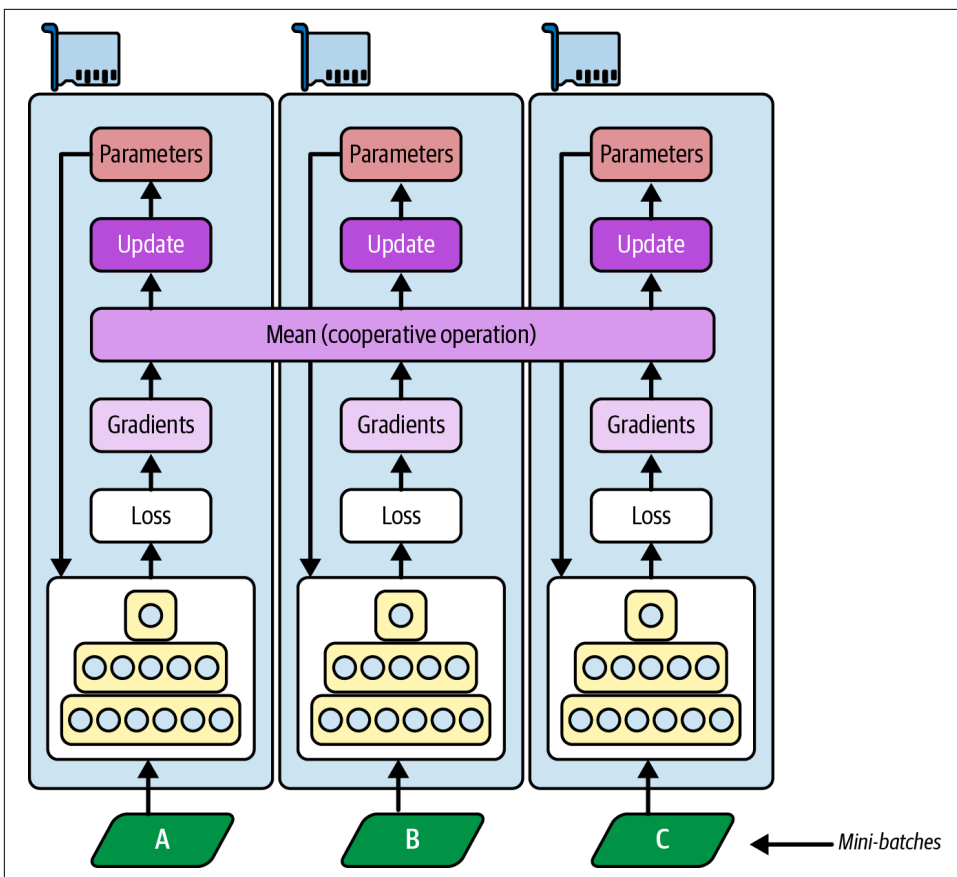 Parameters
Parameters
Parameters
Update
Update
Update
Mean (cooperative operation)
Gradients
Gradients
Gradients
Loss
Loss
Loss
A
B
C
Mini-batches